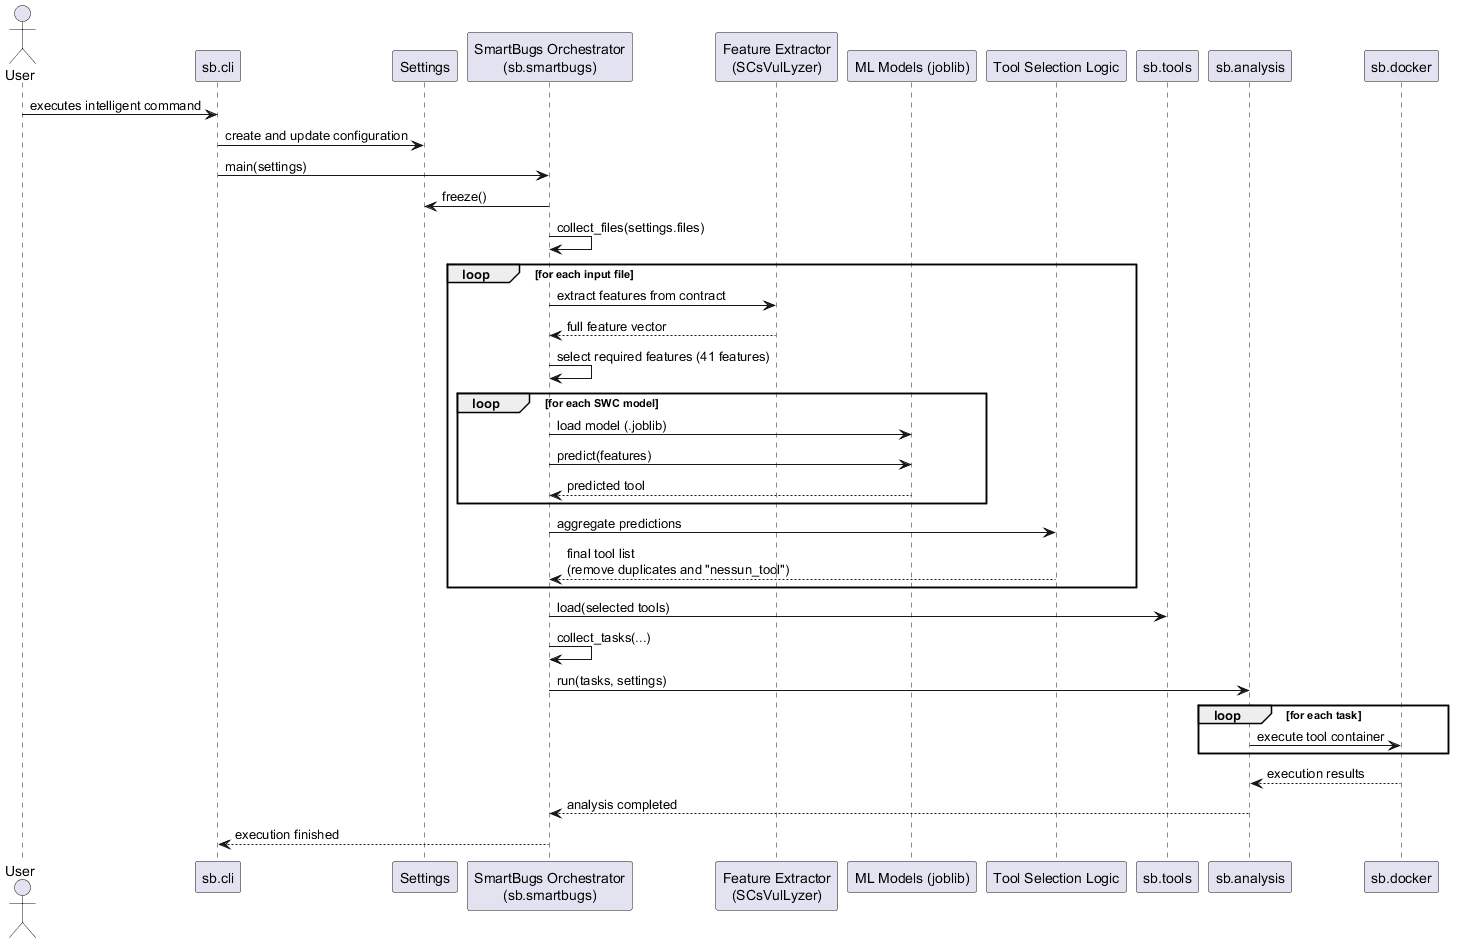 User
sb.cli
Settings
SmartBugs Orchestrator
(sb.smartbugs)
Feature Extractor
(SCsVulLyzer)
ML Models (joblib)
Tool Selection Logic
sb.tools
sb.analysis
sb.docker
executes intelligent command
create and update configuration
main(settings)
freeze()
collect_files(settings.files)
loop [for each input file]
extract features from contract
full feature vector
select required features (41 features)
loop [for each SWC model]
load model (.joblib)
predict(features)
predicted tool
aggregate predictions
final tool list
(remove duplicates and "nessun_tool")
load(selected tools)
collect_tasks(...)
run(tasks, settings)
loop [for each task]
execute tool container
execution results
analysis completed
execution finished
User
sb.cli
Settings
SmartBugs Orchestrator
(sb.smartbugs)
Feature Extractor
(SCsVulLyzer)
ML Models (joblib)
Tool Selection Logic
sb.tools
sb.analysis
sb.docker